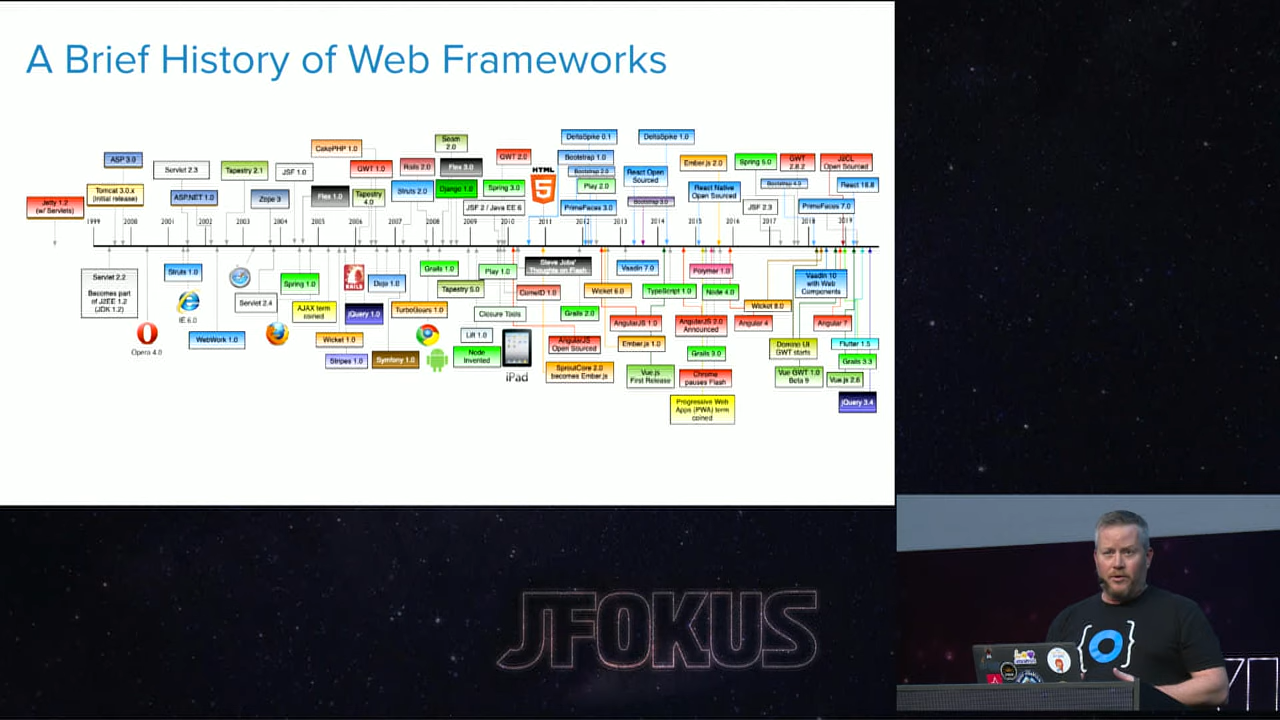 A Brief History of Web Frameworks
CakePHP 1.0
Seam
2.0
DeltaSpike 0.1
DeltaSpike 1.0
ASP 3.0
Servlet 2.3
Tapestry 2.1
JSF 1.0
GWT 1.0
Rails 2.0
Flex 3.0
GWT 2.0
HTML
5
Bootstrap 1.0
Bootstrap 2.0
React Open
Sourced
Ember.js 2.0
Spring 5.0
GWT
2.8.2
J2CL
Open Sourced
Jetty 1.2
(w/ Servlets)
Tomcat 3.0.x
(initial release)
ASP.NET 1.0
Zope 3
Flex 1.0
Tapestry
4.0
Struts 2.0
Django 1.0
Spring 3.0
Play 2.0
React Native
Open Sourced
Bootstrap 4.0
React 16.8
JSF 2 / Java EE 6
PrimeFaces 3.0
Bootstrap 3.0
JSF 2.3
PrimeFaces 7.0
1999 2000 2001 2002 2003 2004 2005 2006 2007 2008 2009 2010 2011 2012 2013 2014 2015 2016 2017 2018 2019
Servlet 2.2
Becomes part
of J2EE 1.2
(JDK 1.2)
Struts 1.0
Spring 1.0
RAILS
Dojo 1.0
Grails 1.0
Play 1.0
Steve Jobs'
Thoughts on Flash
Vaadin 7.0
Polymer 1.0
Vaadin 10
with Web
Components
IE 6.0
Servlet 2.4
AJAX term
coined
jQuery 1.0
TurboGears 1.0
Tapestry 5.0
CometD 1.0
Wicket 6.0
TypeScript 1.0
Node 4.0
Wicket 8.0
Opera 4.0
WebWork 1.0
Wicket 1.0
Closure Tools
Grails 2.0
AngularJS 1.0
AngularJS 2.0
Announced
Angular 4
Angular 7
Stripes 1.0
Symfony 1.0
Lift 1.0
Node
Invented
iPad
AngularJS
Open Sourced
Ember.js 1.0
Grails 3.0
Domino UI
GWT starts
Flutter 1.5
Grails 3.3
SproutCore 2.0
becomes Ember.js
Vue.js
First Release
Chrome
pauses Flash
Vue GWT 1.0
Beta 9
Vue.js 2.6
Progressive Web
Apps (PWA) term
coined
jQuery 3.4
JFOKUS